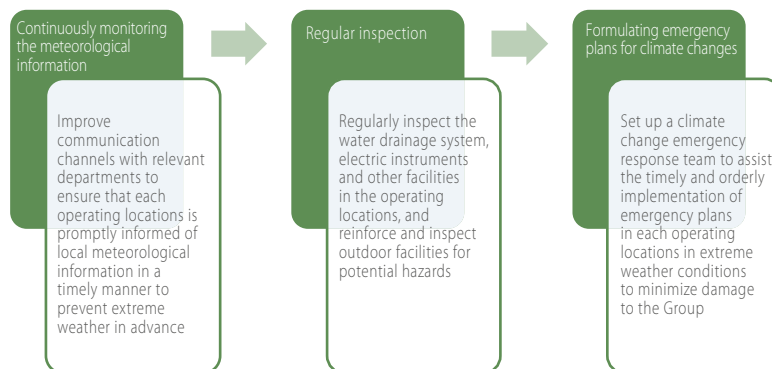 Continuously monitoring
the meteorological
information
Improve
communication
channels with relevant
departments to
ensure that each
operating locations is
promptly informed of
local meteorological
information in a
timely manner to
prevent extreme
weather in advance
Regular inspection
Regularly inspect the
water drainage system,
electric instruments
and other facilities
in the operating
locations, and
reinforce and inspect
outdoor facilities for
potential hazards
Formulating emergency
plans for climate changes
Set up a climate
change emergency
response team to assist
the timely and orderly
implementation of
emergency plans
in each operating
locations in extreme
weather conditions
to minimize damage
to the Group